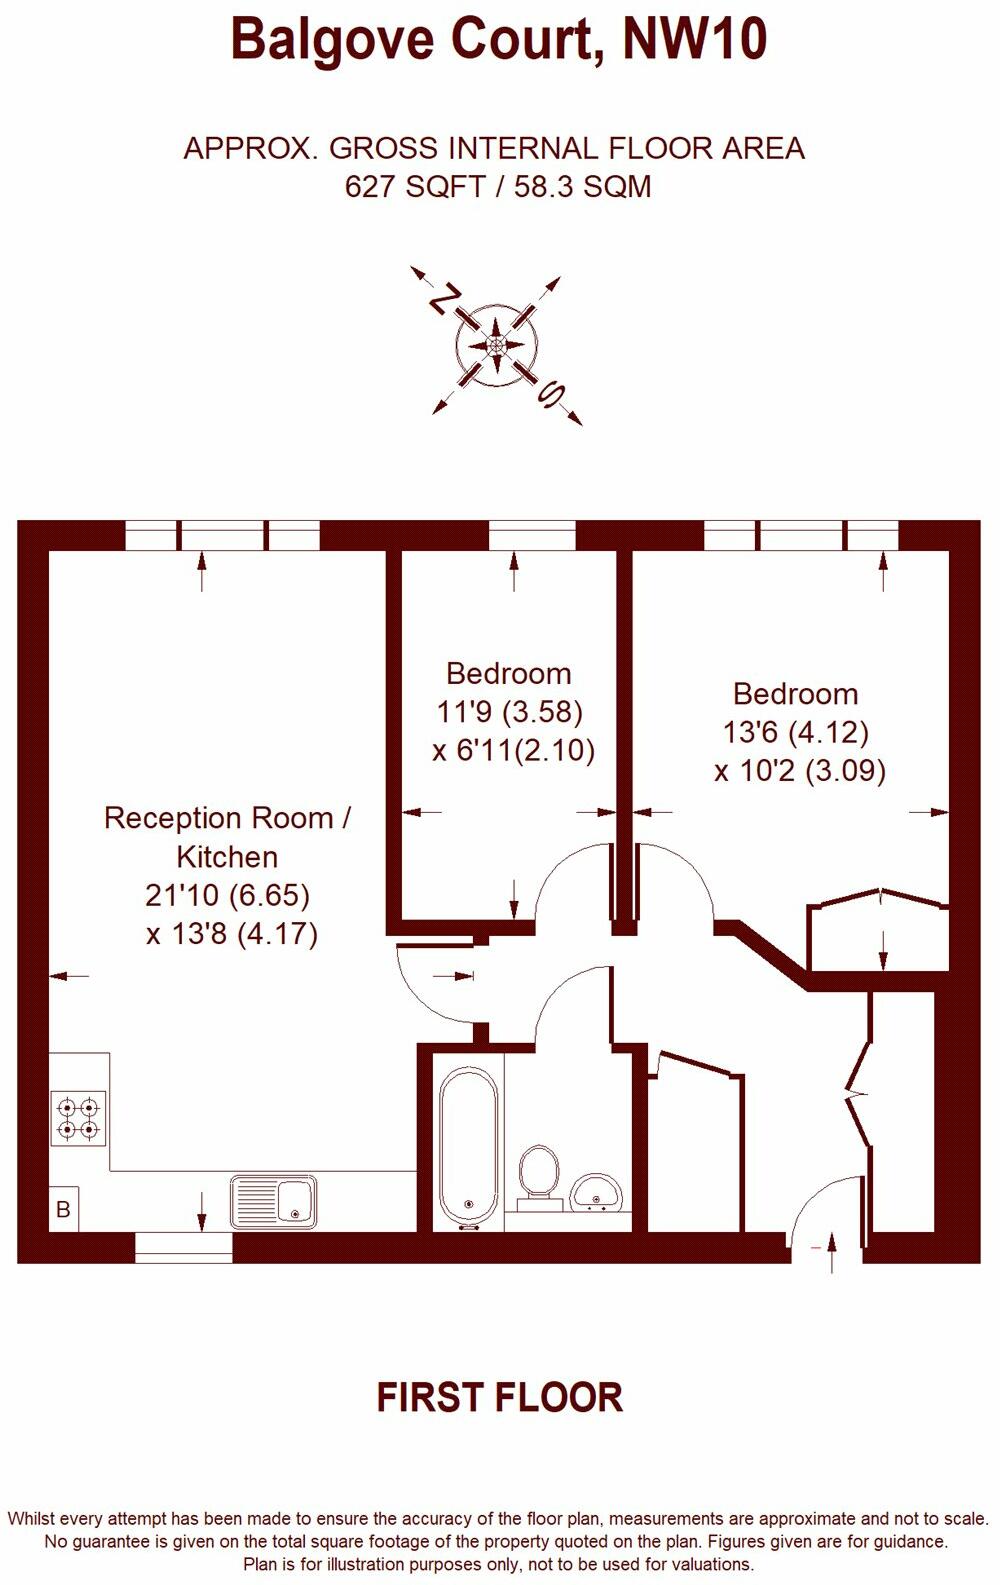 Balgove Court, NW10
APPROX. GROSS INTERNAL FLOOR AREA
627 SQFT / 58.3 SQM
N
S
Bedroom
11'9 (3.58)
x 6'11(2.10)
Bedroom
13'6 (4.12)
x 10'2 (3.09)
Reception Room /
Kitchen
21'10 (6.65)
x 13'8 (4.17)
B
FIRST FLOOR
Whilst every attempt has been made to ensure the accuracy of the floor plan, measurements are approximate and not to scale.
No guarantee is given on the total square footage of the property quoted on the plan. Figures given are for guidance.
Plan is for illustration purposes only, not to be used for valuations.